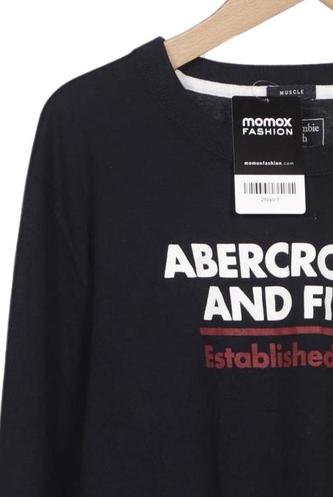 MUSCLE
momox
FASHION
momoxfashion.com
ABERCRO
AND FI
Established